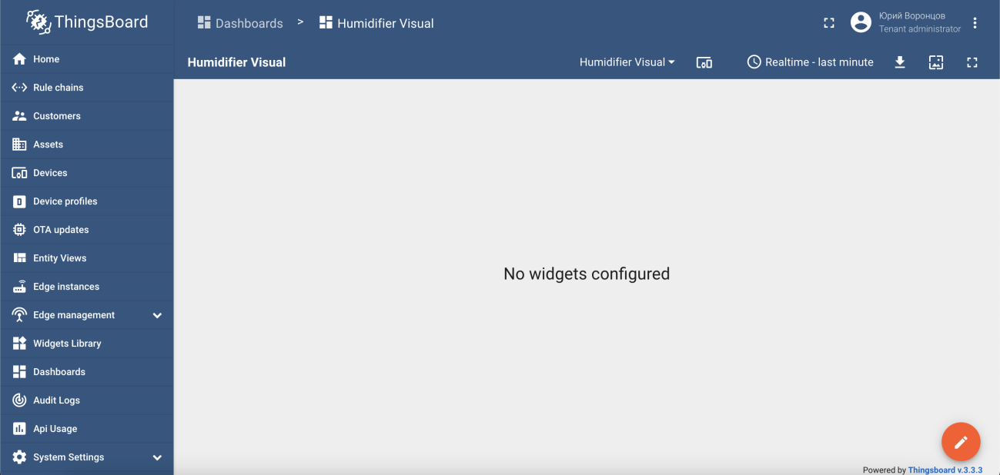 ThingsBoard
Dashboards > Humidifier Visual
Юрий Воронцов
Tenant administrator
Home
Rule chains
Customers
Assets
Devices
Device profiles
OTA updates
Entity Views
Edge instances
Edge management
Widgets Library
Dashboards
Audit Logs
Api Usage
System Settings
Humidifier Visual
Humidifier Visual
Realtime - last minute
No widgets configured
Powered by Thingsboard v.3.3.3